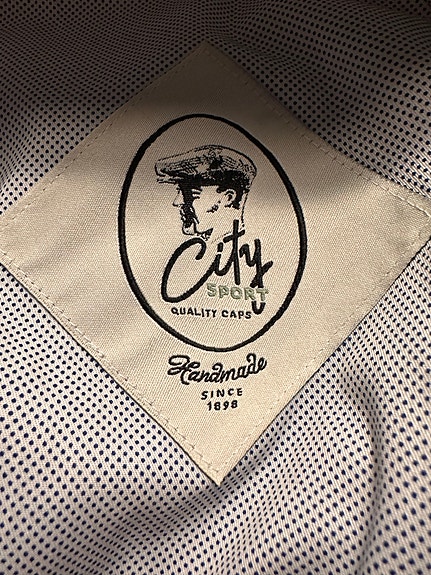 City
SPORT
QUALITY CAPS
Handmade
SINCE
1898